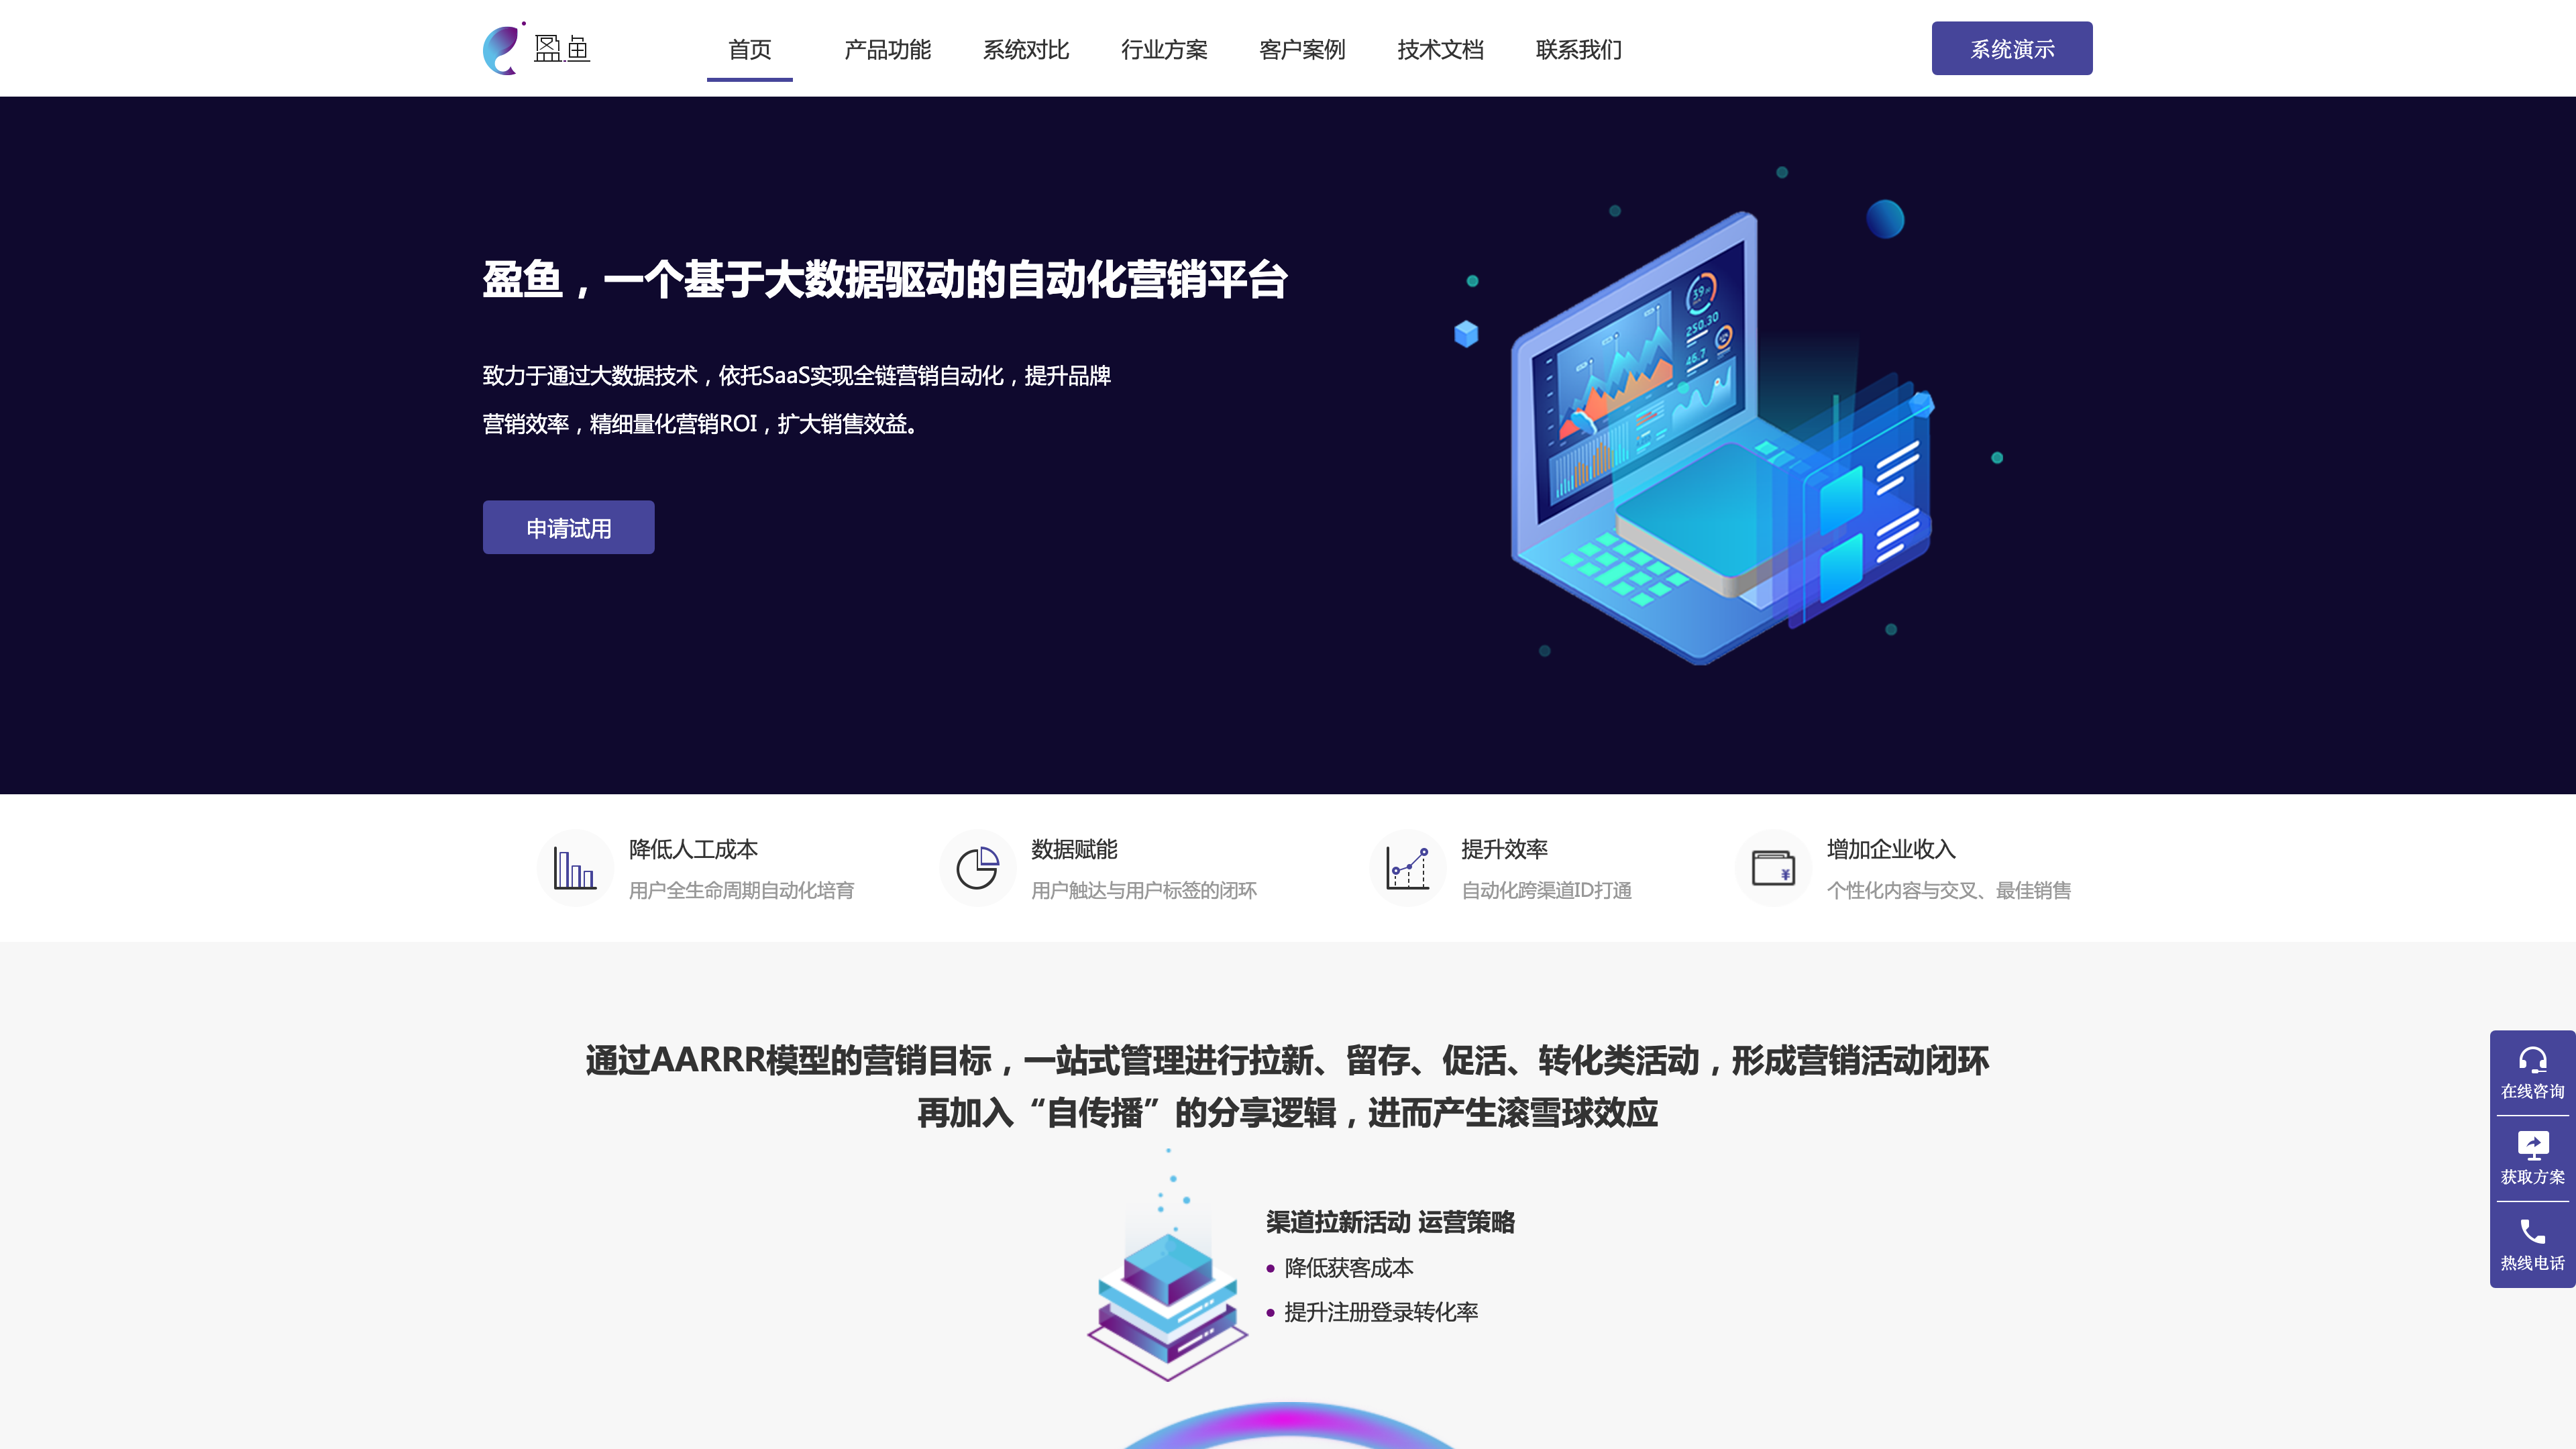 盈鱼
首页
产品功能
系统对比
行业方案
客户案例
技术文档
联系我们
系统演示
盈鱼，一个基于大数据驱动的自动化营销平台
致力于通过大数据技术，依托SaaS实现全链营销自动化，提升品牌
营销效率，精细量化营销ROI，扩大销售效益。
申请试用
250.30
46.7
降低人工成本
用户全生命周期自动化培育
数据赋能
用户触达与用户标签的闭环
提升效率
自动化跨渠道ID打通
增加企业收入
个性化内容与交叉、最佳销售
通过AARRR模型的营销目标，一站式管理进行拉新、留存、促活、转化类活动，形成营销活动闭环
再加入“自传播”的分享逻辑，进而产生滚雪球效应
渠道拉新活动 运营策略
降低获客成本
提升注册登录转化率
在线咨询
获取方案
热线电话